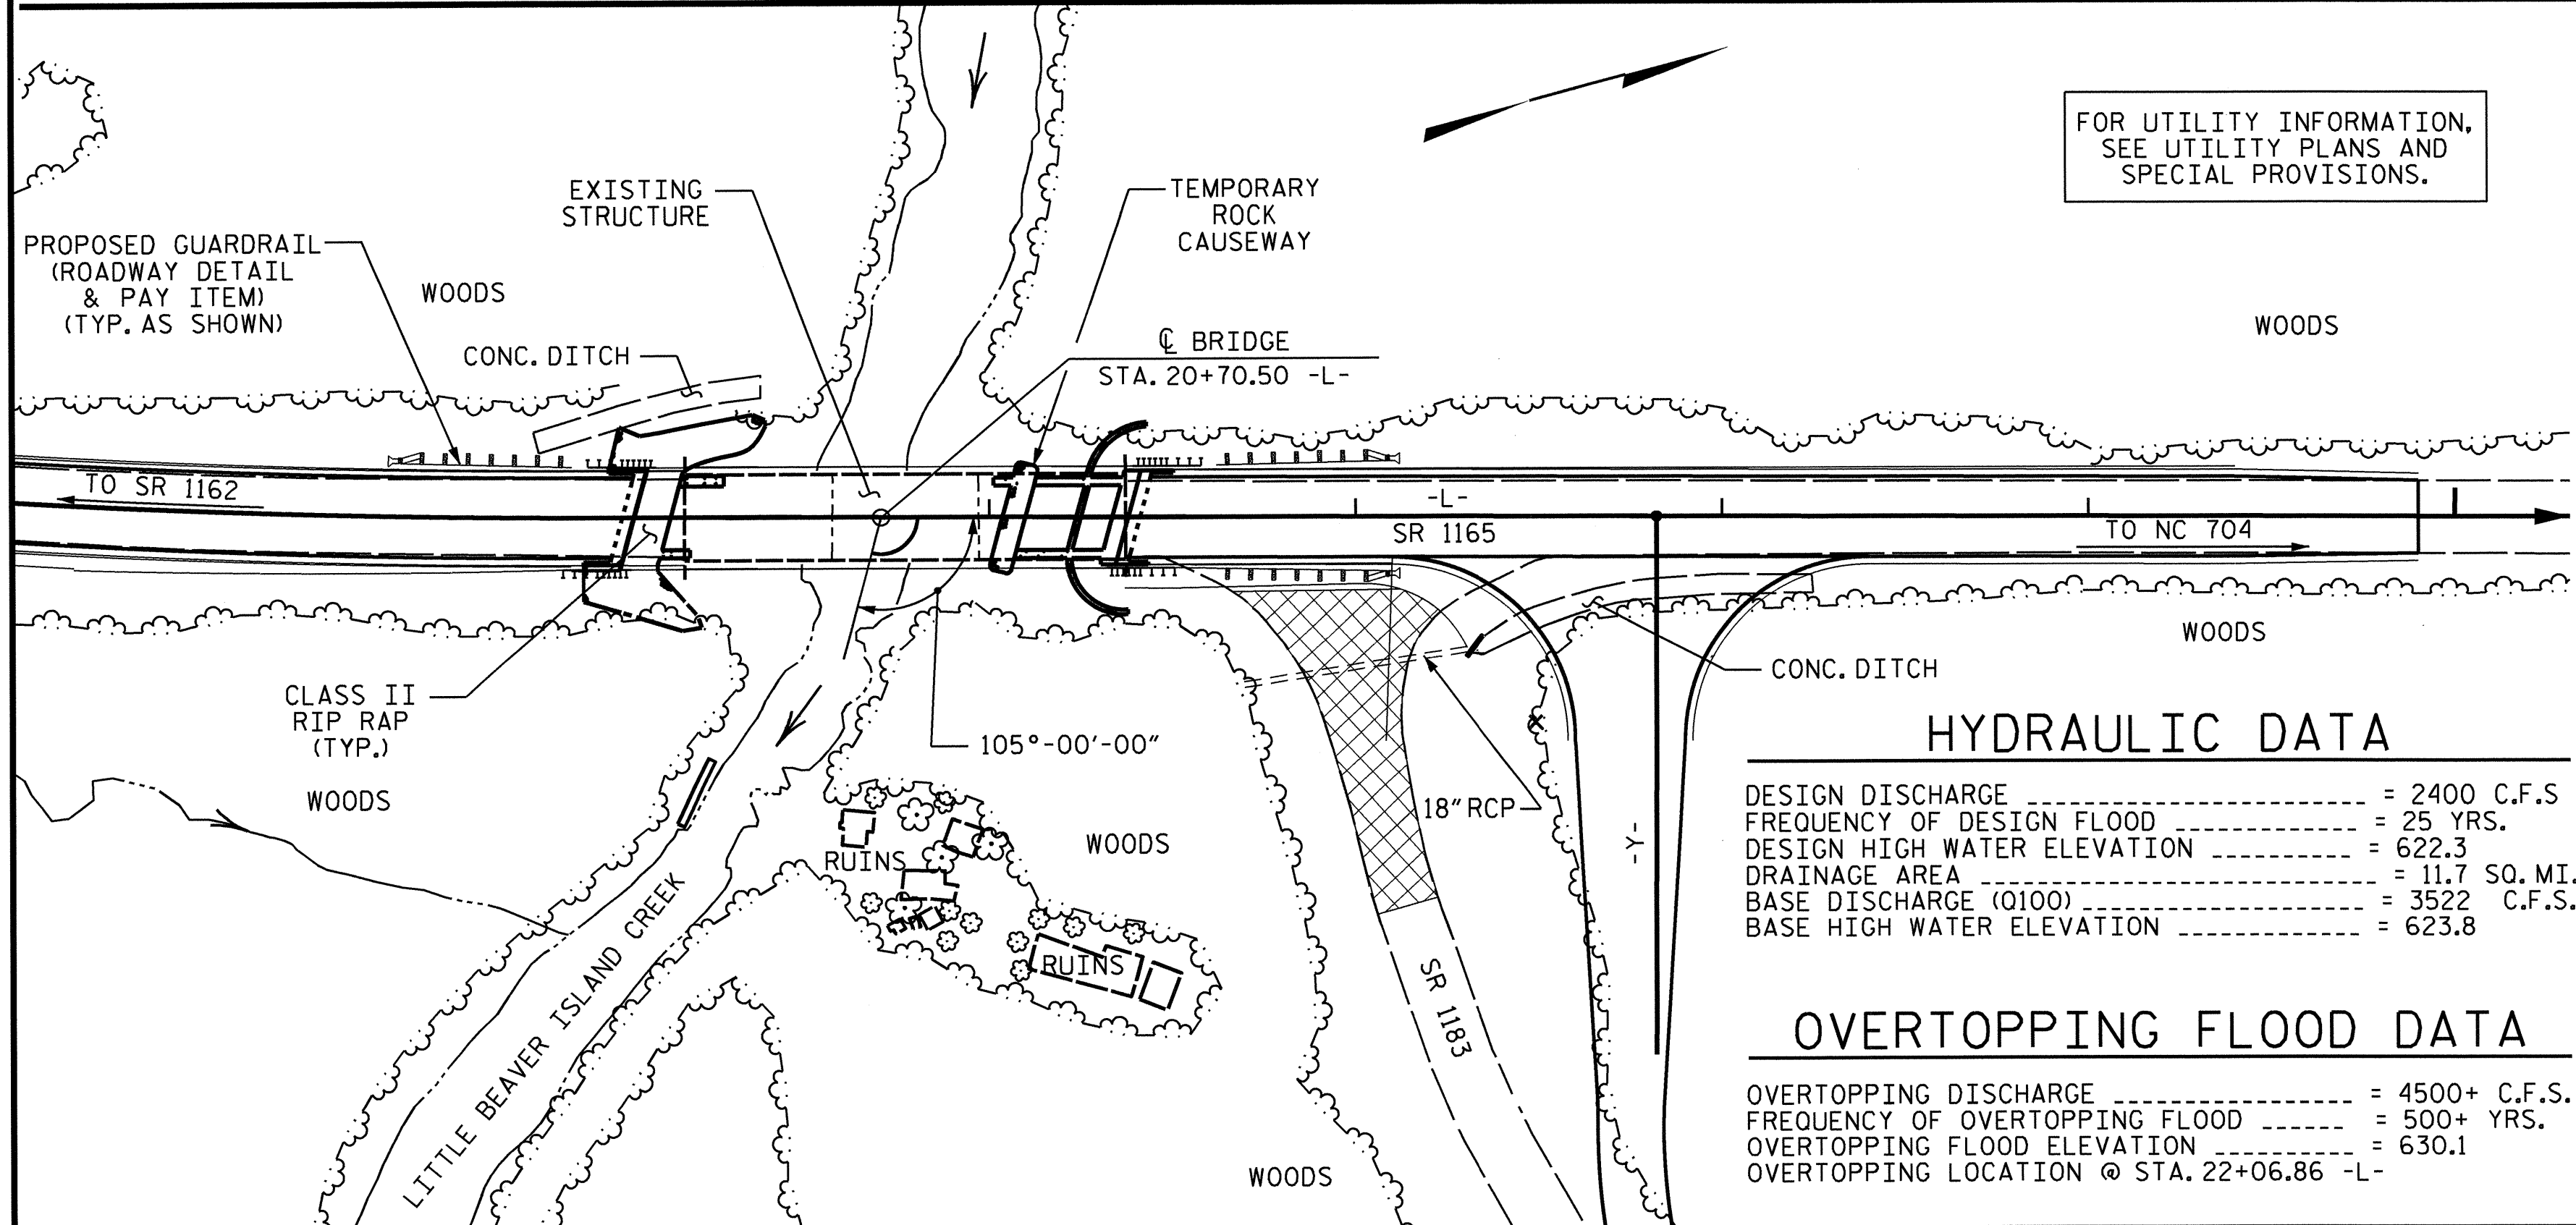 FOR UTILITY INFORMATION,
SEE UTILITY PLANS AND
SPECIAL PROVISIONS.
EXISTING
STRUCTURE
TEMPORARY
ROCK
CAUSEWAY
PROPOSED GUARDRAIL
(ROADWAY DETAIL
& PAY ITEM)
(TYP. AS SHOWN)
WOODS
WOODS
CONC. DITCH
℄ BRIDGE
STA. 20+70.50 -L-
TO SR 1162
-L-
SR 1165
TO NC 704
WOODS
CONC. DITCH
CLASS II
RIP RAP
(TYP.)
105°-00'-00"
WOODS
18" RCP
WOODS
RUINS
RUINS
-Y-
SR 1183
LITTLE BEAVER ISLAND CREEK
WOODS
HYDRAULIC DATA
DESIGN DISCHARGE ------------------------ = 2400 C.F.S
FREQUENCY OF DESIGN FLOOD ------------- = 25 YRS.
DESIGN HIGH WATER ELEVATION ---------- = 622.3
DRAINAGE AREA ---------------------------- = 11.7 SQ. MI.
BASE DISCHARGE (Q100) -------------------- = 3522 C.F.S.
BASE HIGH WATER ELEVATION ------------- = 623.8
OVERTOPPING FLOOD DATA
OVERTOPPING DISCHARGE ----------------- = 4500+ C.F.S.
FREQUENCY OF OVERTOPPING FLOOD ------ = 500+ YRS.
OVERTOPPING FLOOD ELEVATION ---------- = 630.1
OVERTOPPING LOCATION @ STA. 22+06.86 -L-